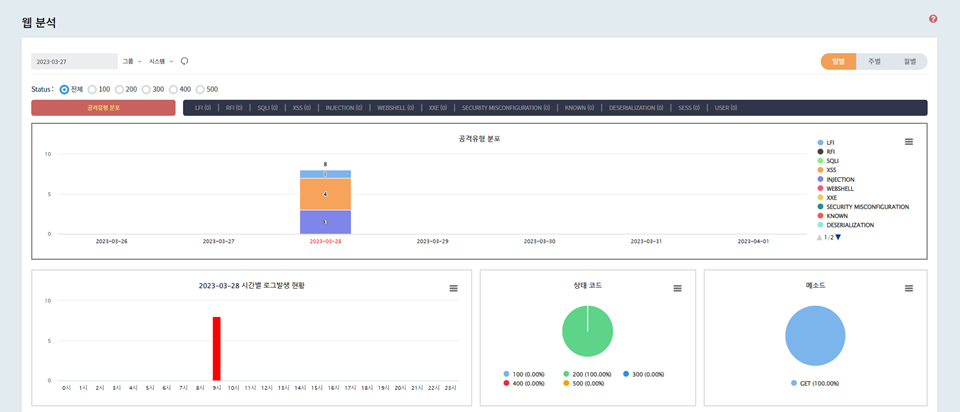 웹 분석
2023-03-27 그룹 시스템 일별 주별 월별
Status : 전체 100 200 300 400 500
공격유형 분포 LFI (0) RFI (0) SQLI (0) XSS (0) INJECTION (0) WEBSHELL (0) XXE (0) SECURITY MISCONFIGURATION (0) KNOWN (0) DESERIALIZATION (0) SESS (0) USER (0)
공격유형 분포
10
5
0
8
1
4
3
2023-03-26 2023-03-27 2023-03-28 2023-03-29 2023-03-30 2023-03-31 2023-04-01
LFI
RFI
SQLI
XSS
INJECTION
WEBSHELL
XXE
SECURITY MISCONFIGURATION
KNOWN
DESERIALIZATION
1/2
2023-03-28 시간별 로그발생 현황
10
5
0
0시 1시 2시 3시 4시 5시 6시 7시 8시 9시 10시 11시 12시 13시 14시 15시 16시 17시 18시 19시 20시 21시 22시 23시
상태 코드
100 (0.00%) 200 (100.00%) 300 (0.00%)
400 (0.00%) 500 (0.00%)
메소드
GET (100.00%)